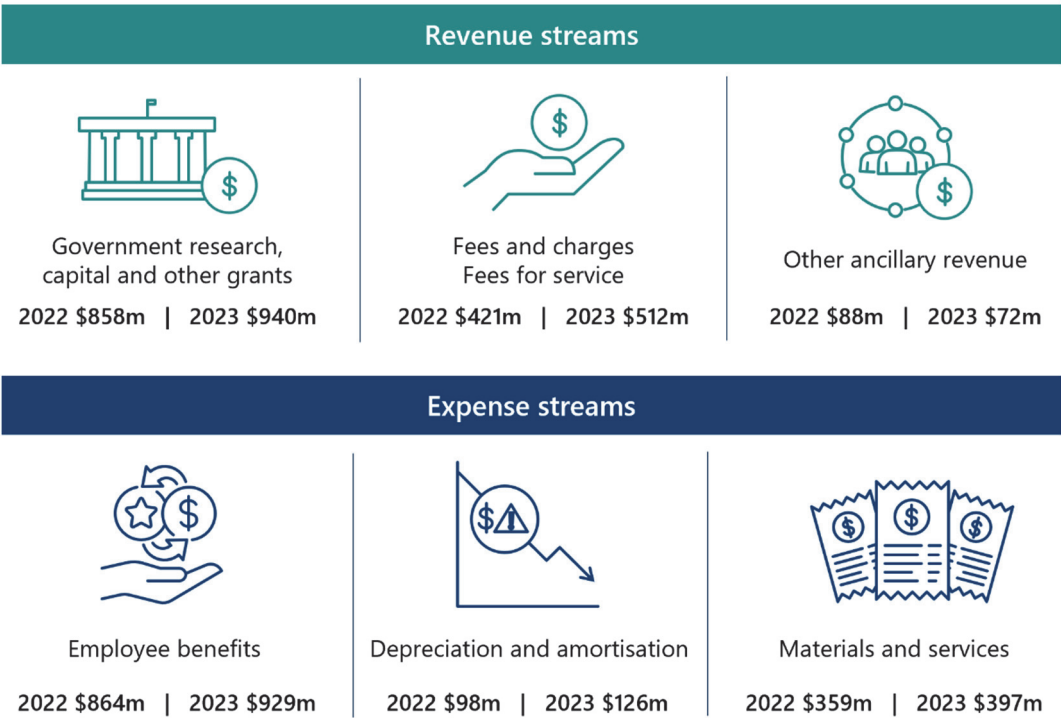 Revenue streams
$
$
$
Government research,
capital and other grants
2022 $858m | 2023 $940m
Fees and charges
Fees for service
2022 $421m | 2023 $512m
Other ancillary revenue
2022 $88m | 2023 $72m
Expense streams
$
$!
$ $ $
Employee benefits
2022 $864m | 2023 $929m
Depreciation and amortisation
2022 $98m | 2023 $126m
Materials and services
2022 $359m | 2023 $397m